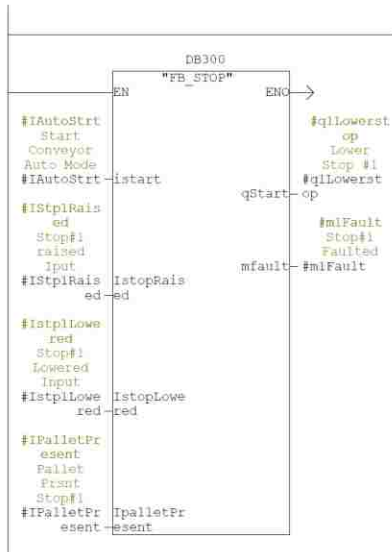 DB300
"FB_STOP"
EN
ENO
#IAutoStrt
Start
Conveyor
Auto Mode
#IAutoStrt
istart
#IStp1Rais
ed
Stop#1
raised
Iput
#IStp1Rais
ed
IstopRais
ed
#Istp1Lowe
red
Stop#1
Lowered
Input
#Istp1Lowe
red
IstopLowe
red
#IPalletPr
esent
Pallet
Prsnt
Stop#1
#IPalletPr
esent
IpalletPr
esent
#q1Lowerst
op
Lower
Stop #1
#q1Lowerst
op
qStart
#m1Fault
Stop#1
Faulted
#m1Fault
mfault